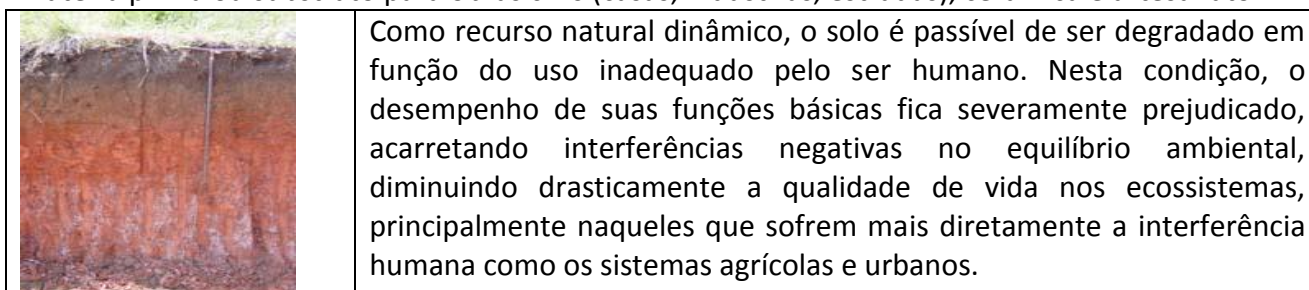 Como recurso natural dinâmico, o solo é passível de ser degradado em
função do uso inadequado pelo ser humano. Nesta condição, o
desempenho de suas funções básicas fica severamente prejudicado,
acarretando interferências negativas no equilíbrio ambiental,
diminuindo drasticamente a qualidade de vida nos ecossistemas,
principalmente naqueles que sofrem mais diretamente a interferência
humana como os sistemas agrícolas e urbanos.